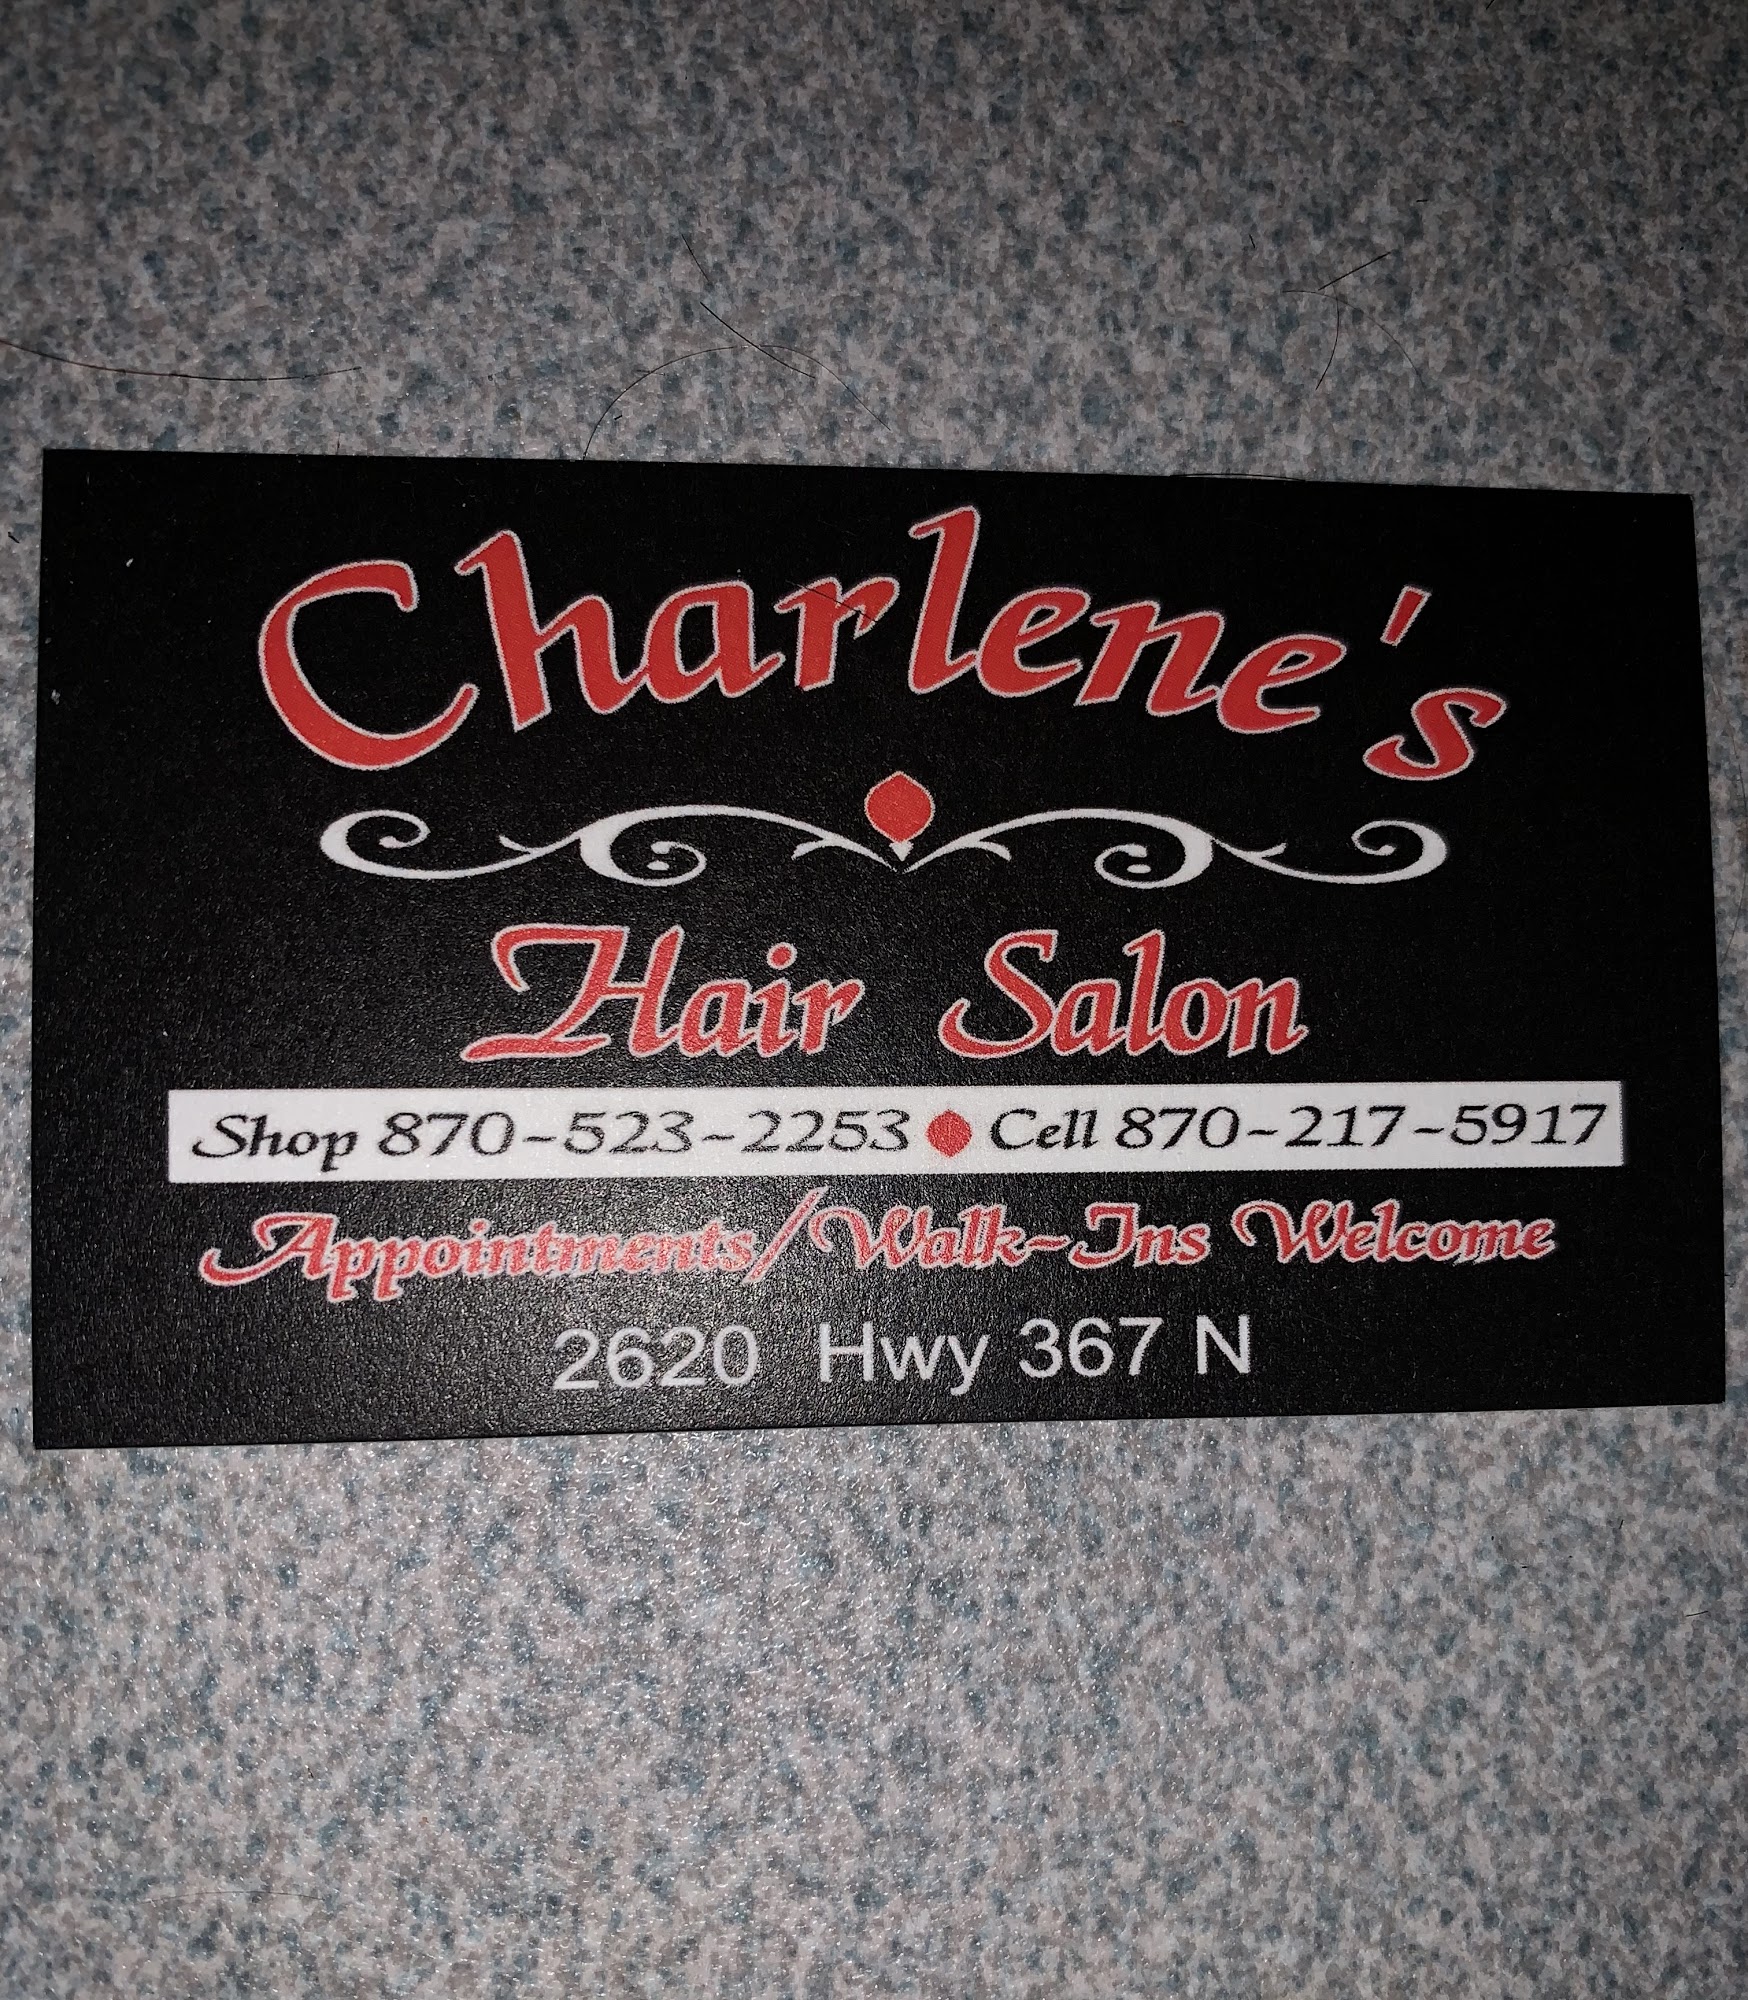 Charlene's
Hair Salon
Shop 870-523-2253 Cell 870-217-5917
Appointments/Walk-Ins Welcome
2620 Hwy 367 N